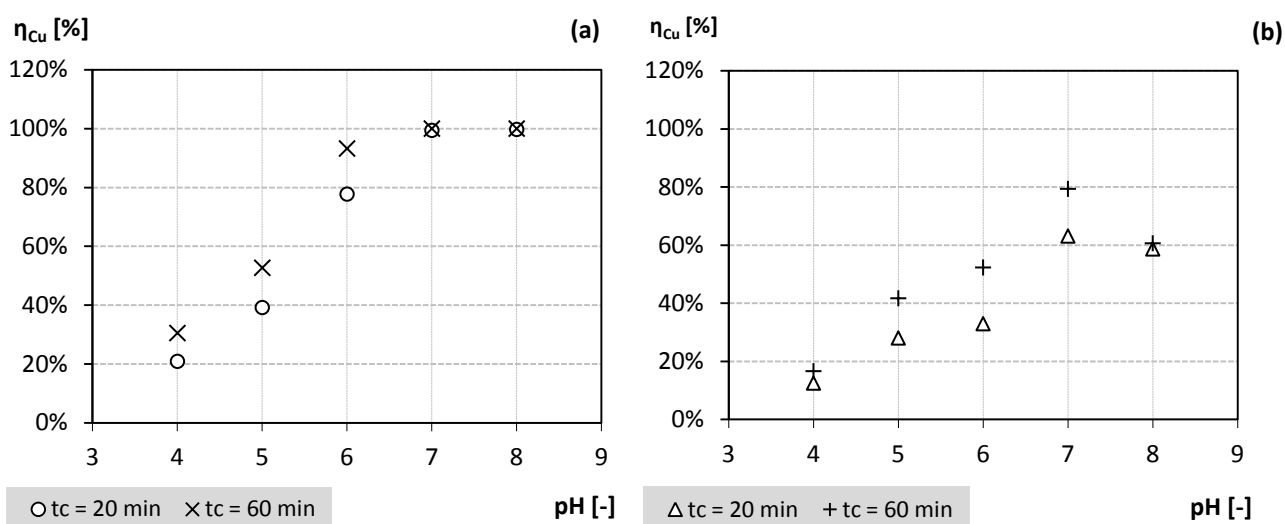 ηCu [%] (a)
120%
100%
80%
60%
40%
20%
0%
3 4 5 6 7 8 9
tc = 20 min tc = 60 min pH [-]
ηCu [%] (b)
120%
100%
80%
60%
40%
20%
0%
3 4 5 6 7 8 9
tc = 20 min tc = 60 min pH [-]